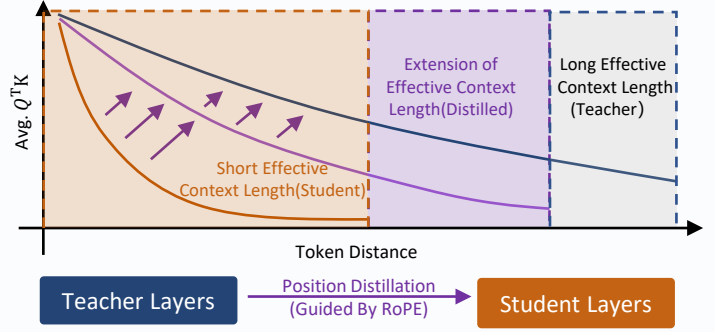 Avg. QᵀK
Extension of
Effective Context
Length(Distilled)
Long Effective
Context Length
(Teacher)
Short Effective
Context Length(Student)
Token Distance
Teacher Layers
Position Distillation
(Guided By RoPE)
Student Layers